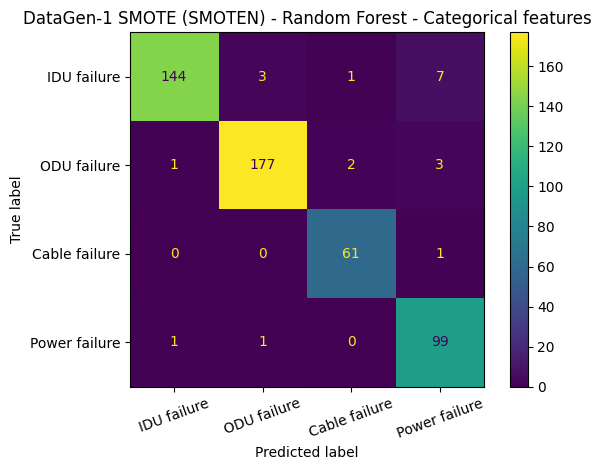 DataGen-1 SMOTE (SMOTEN) - Random Forest - Categorical features
IDU failure 144 3 1 7
ODU failure 1 177 2 3
Cable failure 0 0 61 1
Power failure 1 1 0 99
IDU failure ODU failure Cable failure Power failure
Predicted label
True label
160
140
120
100
80
60
40
20
0